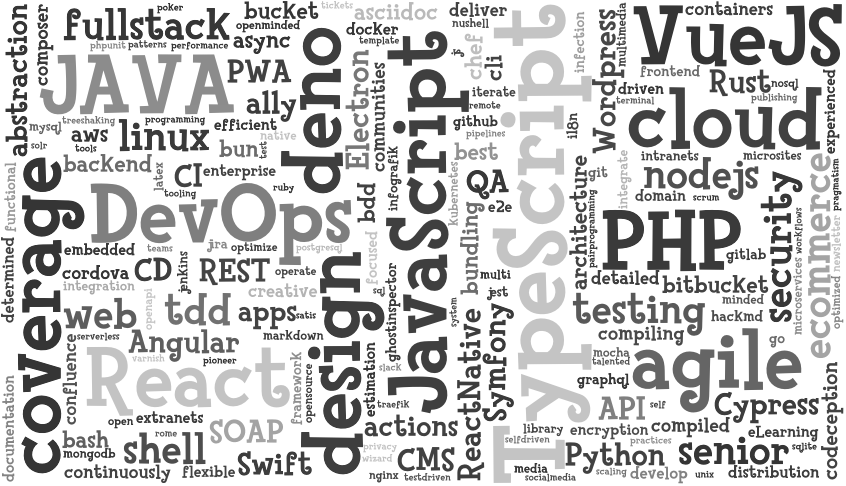 poker
fullstack
phpunit
patterns
performance
composer
abstraction
JAVA
treeshaking
programming
mysql
solr
aws
tools
linux
efficient
backend
latex
CI
enterprise
tooling
ruby
bucket
openminded
async
PWA
ally
native
bun
test
deno
tickets
asciidoc
docker
template
Electron
communities
infografik
deliver
nushell
chef
git
cli
iterate
remote
github
pipelines
best
kubernetes
QA
e2e
JavaScript
TypeScript
infection
i18n
Wordpress
multimedia
containers
VueJS
frontend
Rust
nosql
driven
terminal
publishing
experienced
cloud
intranets
microsites
git
integrate
nodejs
domain
scrum
pragmatism
ecommerce
functional
coverage
DevOps
bdd
embedded
teams
jira
optimize
postgresql
focused
determined
cordova
CD
jenkins
REST
operate
integration
creative
openapi
web
tdd
apps
satis
serverless
Angular
markdown
pioneer
varnish
React
framework
opensource
confluence
documentation
open
extranets
SOAP
bash
rome
mongodb
shell
continuously
flexible
Swift
design
sql
ghostinspector
slack
estimation
traefik
actions
privacy
wizard
CMS
nginx
testdriven
bundling
multi
jest
system
ReactNative
Symfony
architecture
pairprogramming
PHP
gitlab
security
workflows
microservices
newsletter
optimized
detailed
bitbucket
minded
testing
hackmd
compiling
go
mocha
talented
agile
graphql
API
self
Cypress
library
encryption
compiled
eLearning
selfdriven
practices
sqlite
Python
senior
codeception
media
socialmedia
scaling
develop
unix
distribution